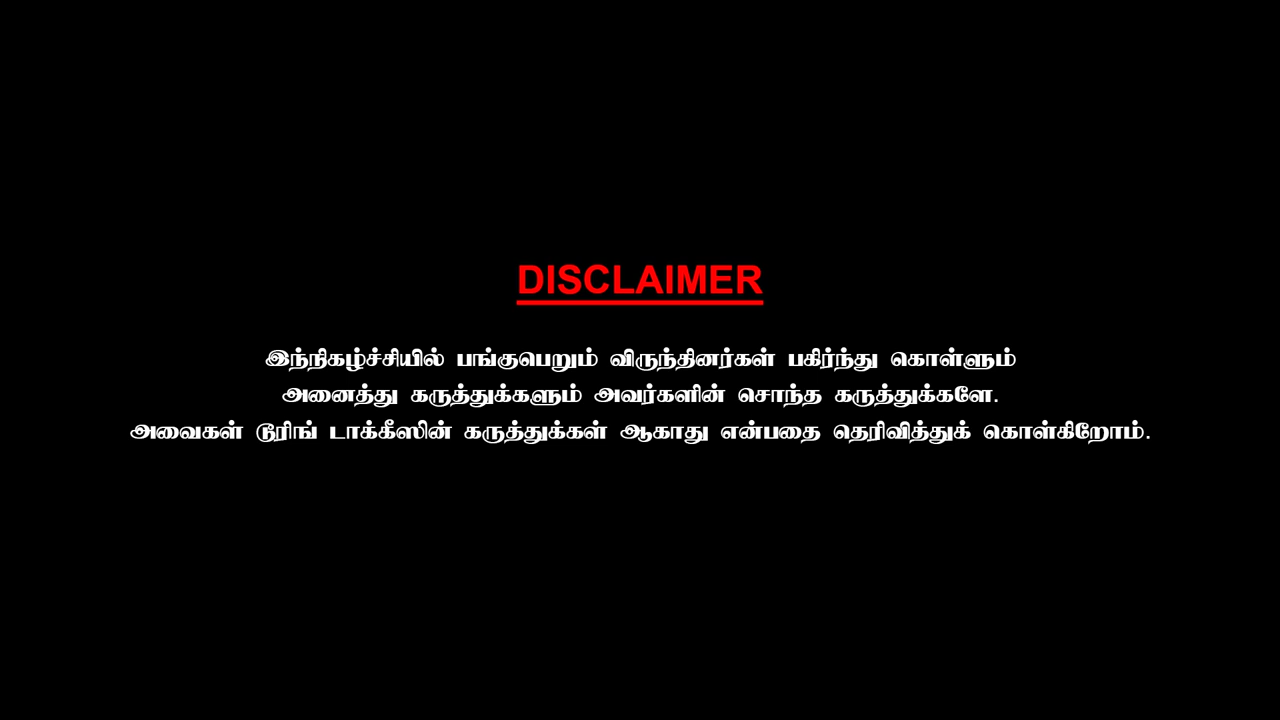 DISCLAIMER
இந்நிகழ்ச்சியில் பங்குபெறும் விருந்தினர்கள் பகிர்ந்து கொள்ளும்
அனைத்து கருத்துக்களும் அவர்களின் சொந்த கருத்துக்களே.
அவைகள் டூரிங் டாக்கீஸின் கருத்துக்கள் ஆகாது என்பதை தெரிவித்துக் கொள்கிறோம்.